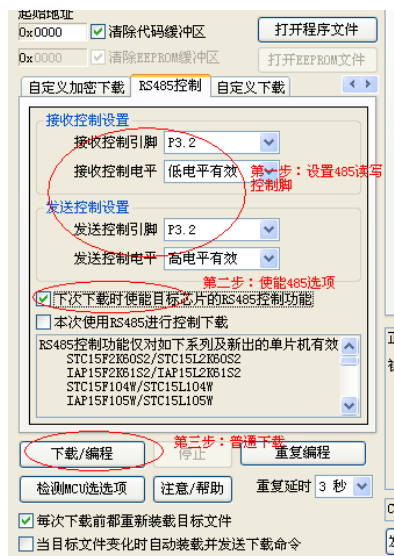 起始地址
0x0000 清除代码缓冲区 打开程序文件
0x0000 清除EEPROM缓冲区 打开EEPROM文件
自定义加密下载 RS485控制 自定义下载
接收控制设置
接收控制引脚 P3.2
接收控制电平 低电平有效
第一步：设置485读写
控制脚
发送控制设置
发送控制引脚 P3.2
发送控制电平 高电平有效
第二步：使能485选项
下次下载时使能目标芯片的RS485控制功能
本次使用RS485进行控制下载
RS485控制功能仅对如下系列及新出的单片机有效
STC15F2K60S2/STC15L2K60S2
IAP15F2K61S2/IAP15L2K61S2
STC15F104W/STC15L104W
IAP15F105W/STC15L105W
第三步：普通下载
下载/编程 停止 重复编程
检测MCU选选项 注意/帮助 重复延时 3 秒
每次下载前都重新装载目标文件
当目标文件变化时自动装载并发送下载命令